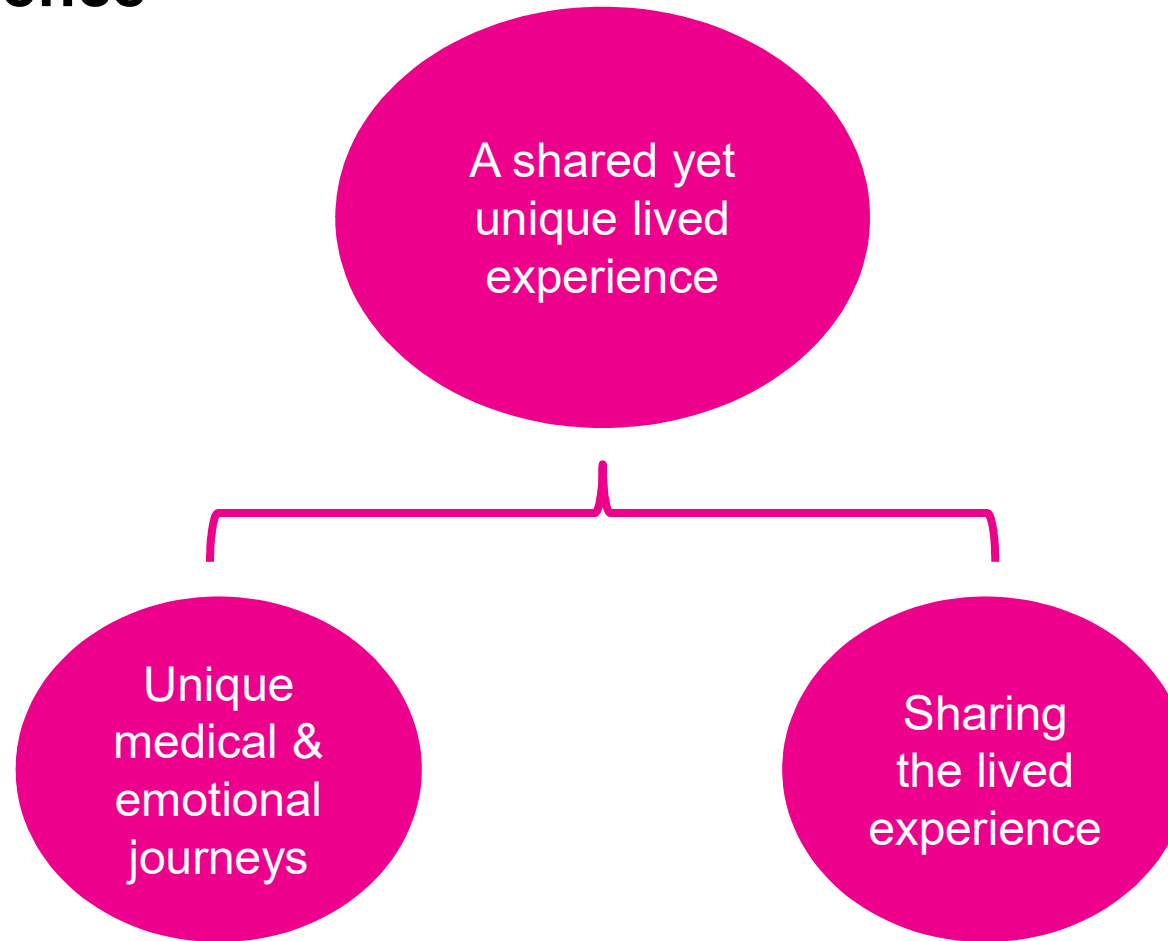 A shared yet
unique lived
experience
Unique
medical &
emotional
journeys
Sharing
the lived
experience